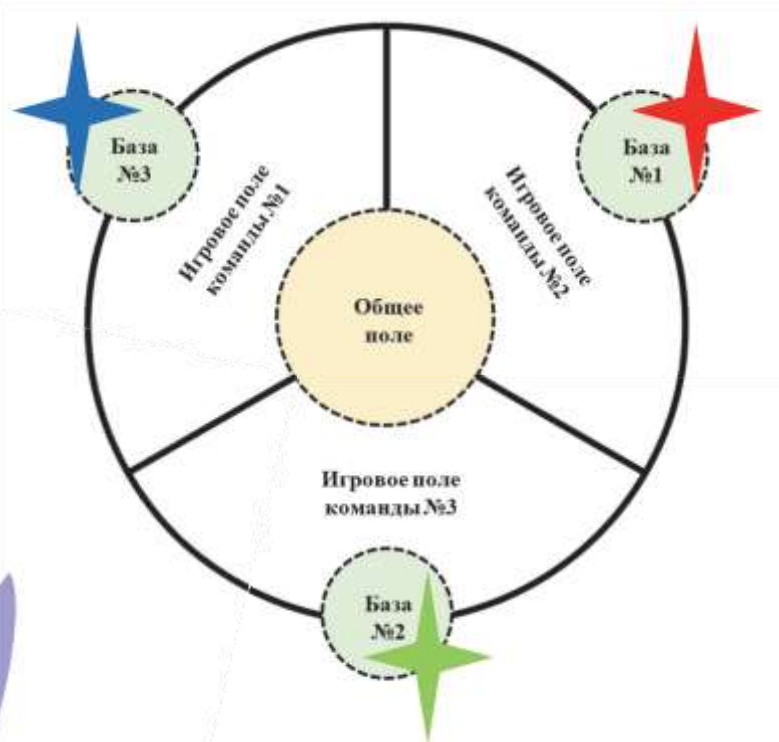 База
№3
База
№1
Игровое поле
команды №1
Игровое поле
команды №2
Общее
поле
Игровое поле
команды №3
База
№2